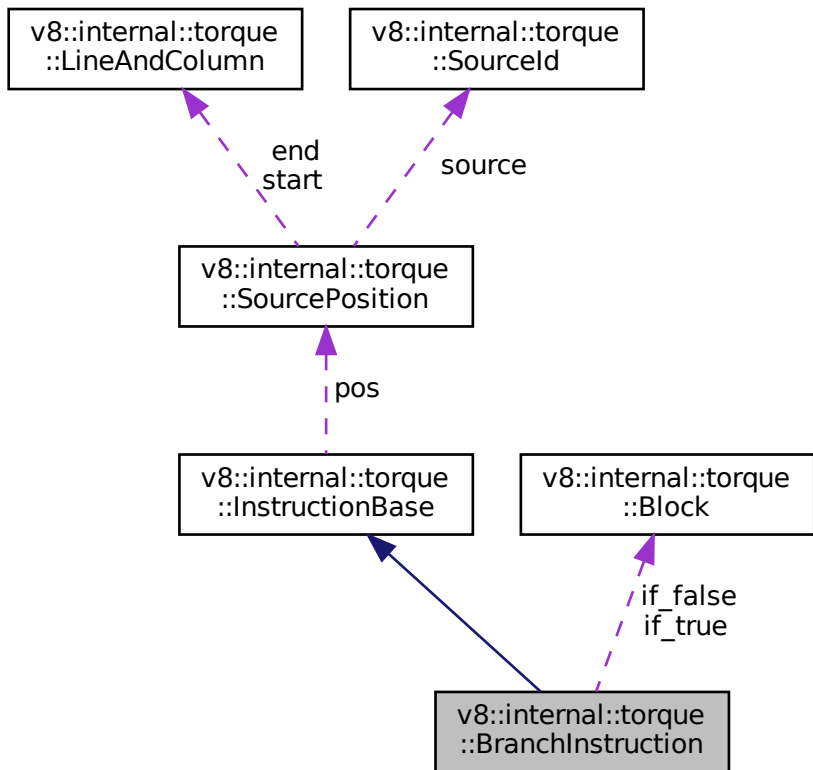 v8::internal::torque
::LineAndColumn
v8::internal::torque
::SourceId
end
start
source
v8::internal::torque
::SourcePosition
pos
v8::internal::torque
::InstructionBase
v8::internal::torque
::Block
if_false
if_true
v8::internal::torque
::BranchInstruction